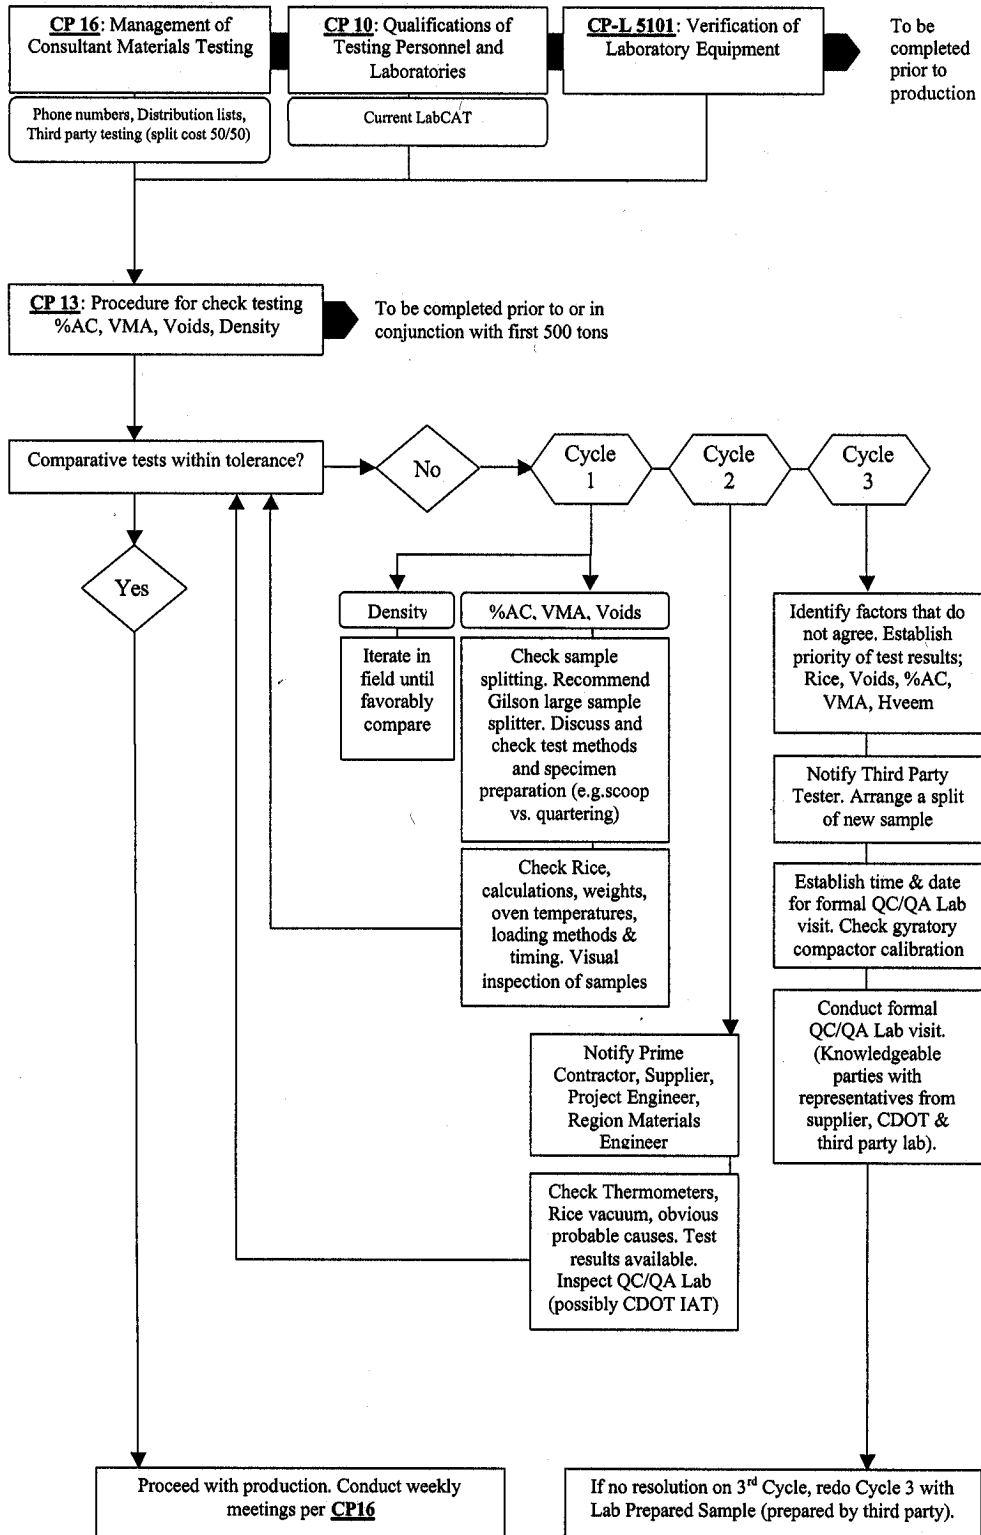 CP 16: Management of
Consultant Materials Testing
Phone numbers, Distribution lists,
Third party testing (split cost 50/50)
CP 10: Qualifications of
Testing Personnel and
Laboratories
Current LabCAT
CP-L 5101: Verification of
Laboratory Equipment
To be
completed
prior to
production
CP 13: Procedure for check testing
%AC, VMA, Voids, Density
To be completed prior to or in
conjunction with first 500 tons
Comparative tests within tolerance?
No
Cycle
1
Cycle
2
Cycle
3
Yes
Density
Iterate in
field until
favorably
compare
%AC, VMA, Voids
Check sample
splitting. Recommend
Gilson large sample
splitter. Discuss and
check test methods
and specimen
preparation (e.g.scoop
vs. quartering)
Check Rice,
calculations, weights,
oven temperatures,
loading methods &
timing. Visual
inspection of samples
Notify Prime
Contractor, Supplier,
Project Engineer,
Region Materials
Engineer
Check Thermometers,
Rice vacuum, obvious
probable causes. Test
results available.
Inspect QC/QA Lab
(possibly CDOT IAT)
Identify factors that do
not agree. Establish
priority of test results;
Rice, Voids, %AC,
VMA, Hveem
Notify Third Party
Tester. Arrange a split
of new sample
Establish time & date
for formal QC/QA Lab
visit. Check gyratory
compactor calibration
Conduct formal
QC/QA Lab visit.
(Knowledgeable
parties with
representatives from
supplier, CDOT &
third party lab).
Proceed with production. Conduct weekly
meetings per CP16
If no resolution on 3rd Cycle, redo Cycle 3 with
Lab Prepared Sample (prepared by third party).